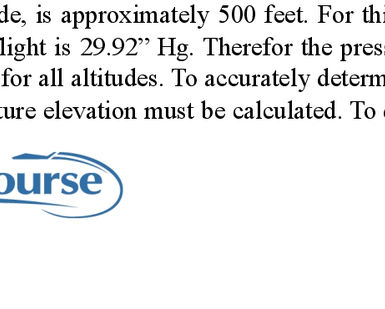 de, is approximately 500 feet. For thi
light is 29.92” Hg. Therefor the press
for all altitudes. To accurately determ
ture elevation must be calculated. To
ourse